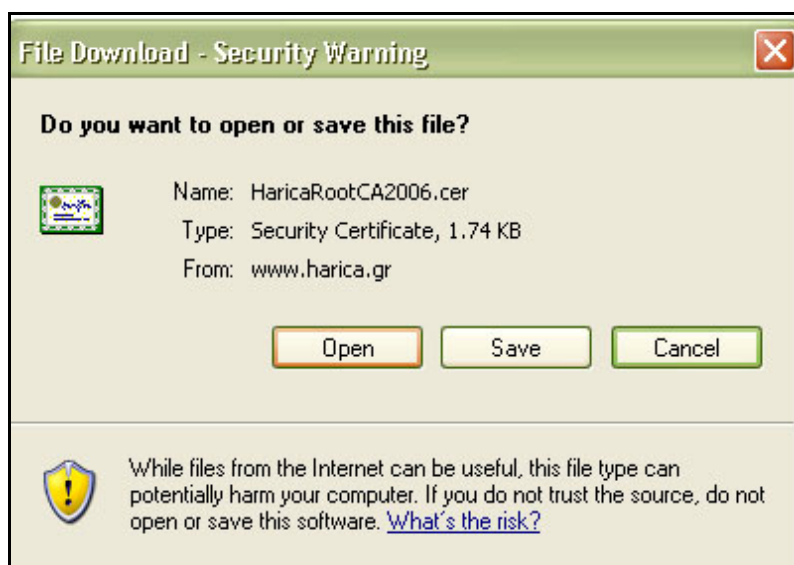 File Download - Security Warning
Do you want to open or save this file?
Name: HaricaRootCA2006.cer
Type: Security Certificate, 1.74 KB
From: www.harica.gr
Open Save Cancel
While files from the Internet can be useful, this file type can
potentially harm your computer. If you do not trust the source, do not
open or save this software. What's the risk?